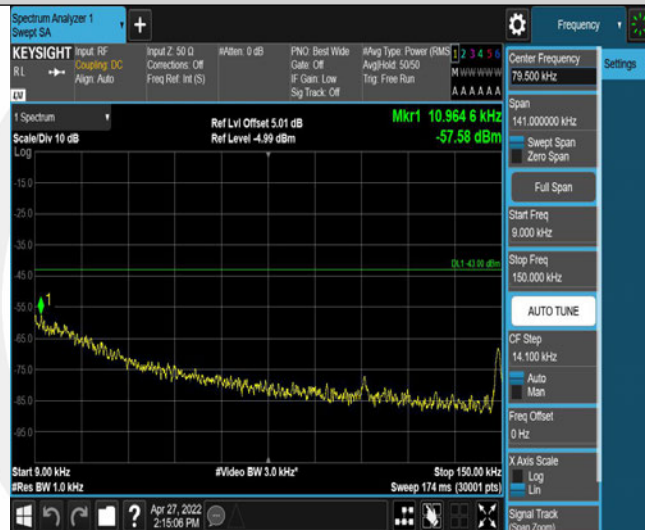 Spectrum Analyzer 1
Swept SA
Frequency
Settings
KEYSIGHT
RL
LXI
Input: RF
Coupling: DC
Align: Auto
Input Z: 50 Ω
Corrections: Off
Freq Ref: Int (S)
#Atten: 0 dB
PNO: Best Wide
Gate: Off
IF Gain: Low
Sig Track: Off
#Avg Type: Power (RMS
Avg|Hold: 50/50
Trig: Free Run
1 2 3 4 5 6
M W W W W W
A A A A A A
1 Spectrum
Scale/Div 10 dB
Log
Ref Lvl Offset 5.01 dB
Ref Level -4.99 dBm
Mkr1 10.964 6 kHz
-57.58 dBm
-15.0
-25.0
-35.0
-45.0
-55.0
-65.0
-75.0
-85.0
-95.0
DL1 -43.00 dBm
1
Start 9.00 kHz
#Res BW 1.0 kHz
#Video BW 3.0 kHz*
Stop 150.00 kHz
Sweep 174 ms (30001 pts)
Center Frequency
79.500 kHz
Span
141.000000 kHz
Swept Span
Zero Span
Full Span
Start Freq
9.000 kHz
Stop Freq
150.000 kHz
AUTO TUNE
CF Step
14.100 kHz
Auto
Man
Freq Offset
0 Hz
X Axis Scale
Log
Lin
Signal Track
(Span Zoom)
Apr 27, 2022
2:15:06 PM